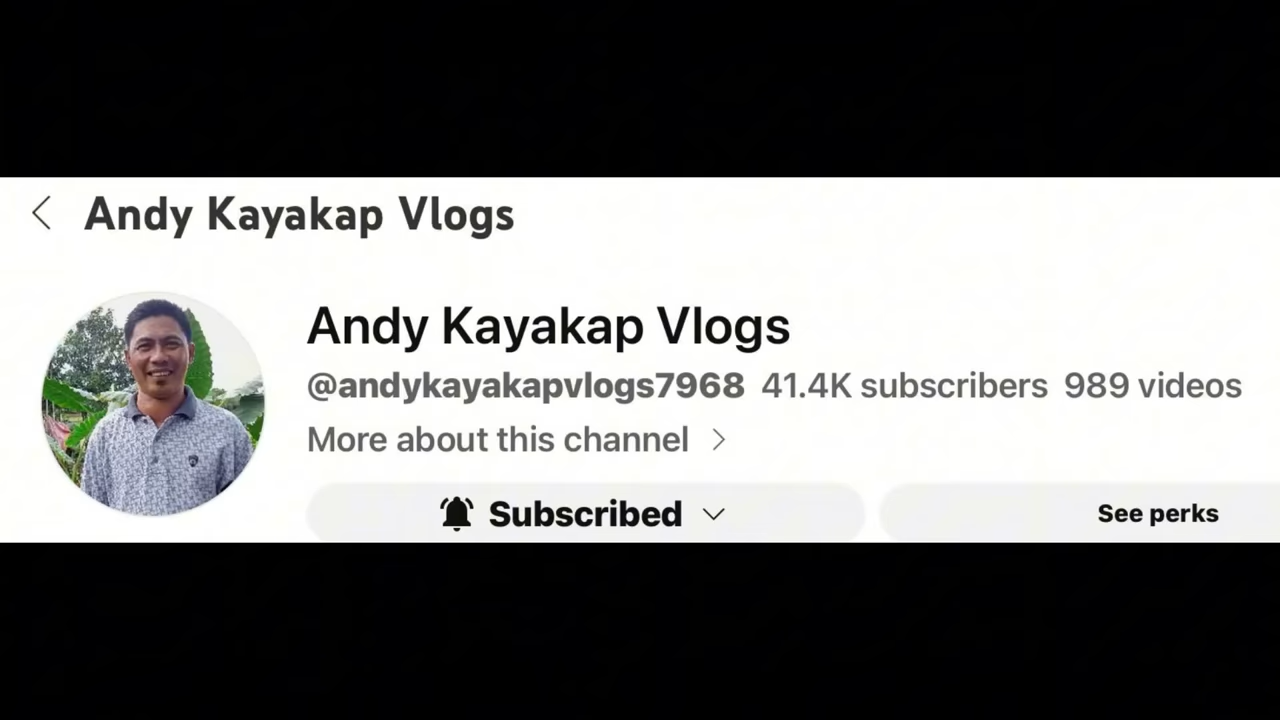 Andy Kayakap Vlogs
Andy Kayakap Vlogs
@andykayakapvlogs7968 41.4K subscribers 989 videos
More about this channel
Subscribed
See perks